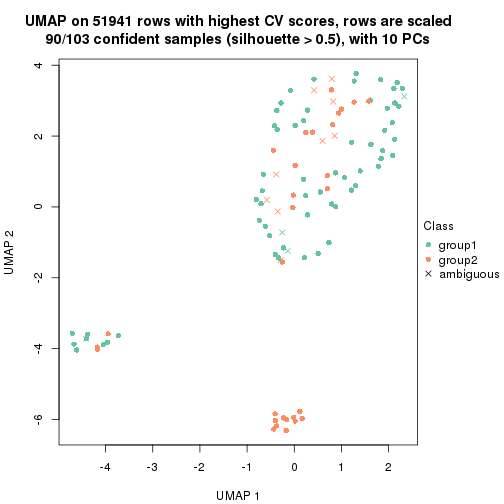 UMAP on 51941 rows with highest CV scores, rows are scaled
90/103 confident samples (silhouette > 0.5), with 10 PCs
4
2
0
-2
-4
-6
UMAP 2
-4
-3
-2
-1
0
1
2
UMAP 1
Class
group1
group2
ambiguous